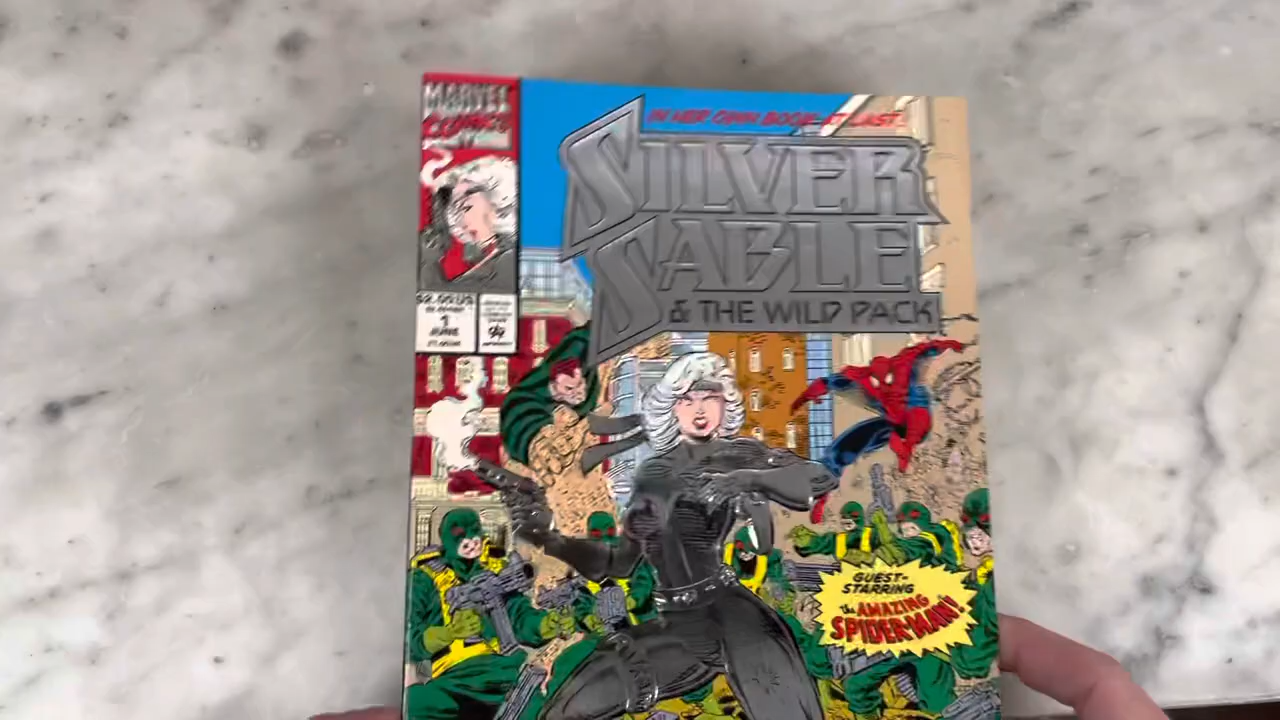 MARVEL
COMICS
IN HER OWN BOOK AT LAST
SILVER
SABLE
& THE WILD PACK
1
JUNE
GUEST-
STARRING
The AMAZING
SPIDER-MAN!